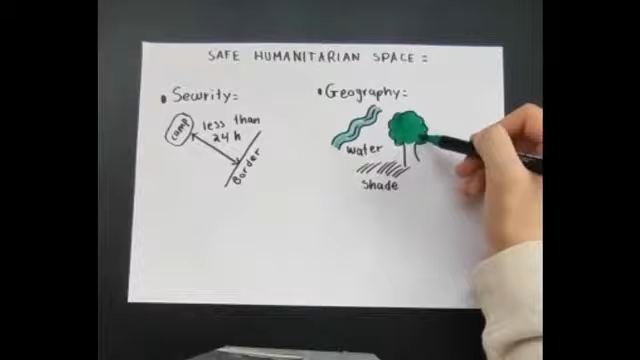 SAFE HUMANITARIAN SPACE =
• Security =
camp
less than
24 h
Border
• Geography =
water
shade